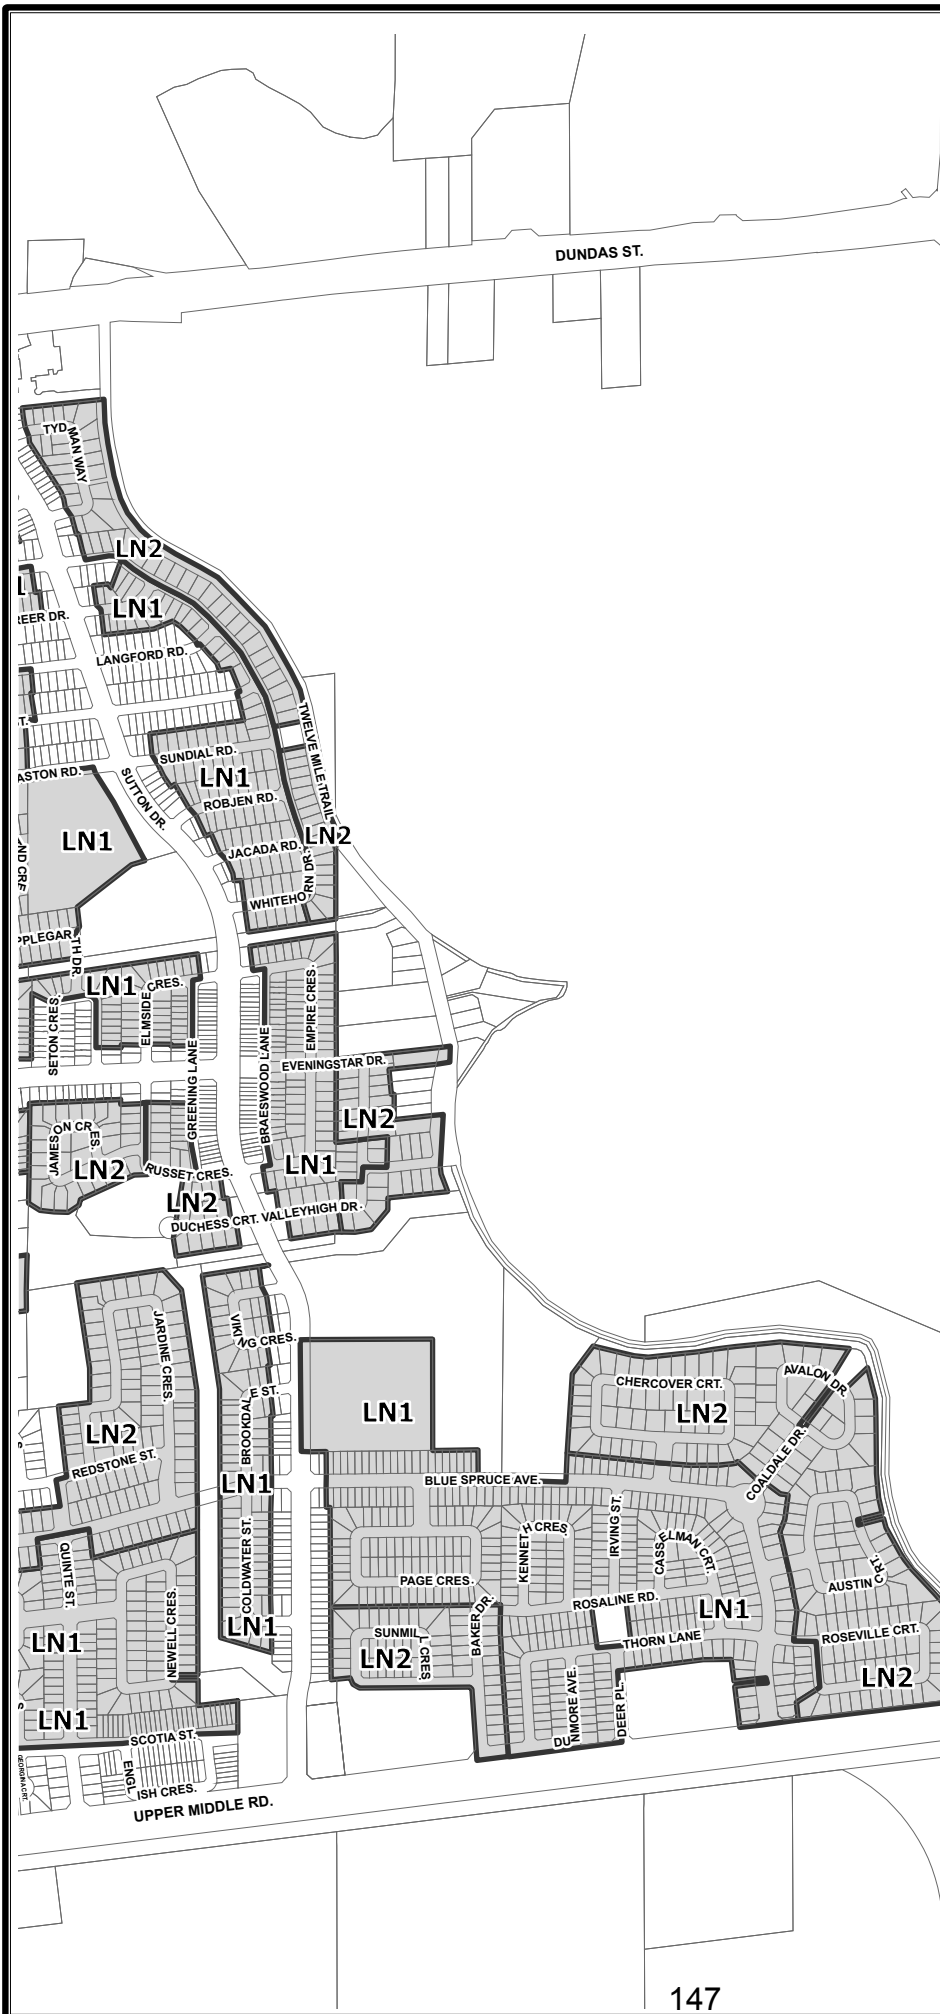 DUNDAS ST.
TYD
MAN WAY
LN2
LN1
REER DR.
LANGFORD RD.
TWELVE MILE TRAIL
ST.
SUNDIAL RD.
ASTON RD.
SUTTON DR.
LN1
ROBJEN RD.
LN1
LN2
JACADA RD.
ND CRE
WHITEHO
RN DR.
PPLEGAR
TH DR.
LN1
ELMSIDE
CRES.
SETON CRES.
EMPIRE CRES.
GREENING LANE
BRAESWOOD LANE
EVENINGSTAR DR.
LN2
JAMES
ON CR
ES.
LN2
RUSSET CRES.
LN1
LN2
DUCHESS CRT.
VALLEYHIGH DR.
JARDINE CRES.
VIKI
NG CRES.
CHERCOVER CRT.
AVALON DR.
LN2
LN1
BROOKDAL
E ST.
LN2
REDSTONE ST.
COALDALE DR.
LN1
BLUE SPRUCE AVE.
COLDWATER ST.
KENNET
H CRES.
IRVING ST.
CASS
ELMAN CRT.
QUINTE ST.
PAGE CRES.
AUSTIN C
RT.
NEWELL CRES.
BAKER DR.
ROSALINE RD.
LN1
LN1
LN1
SUNMIL
L CRES.
THORN LANE
ROSEVILLE CRT.
LN2
LN2
LN1
DU
NMORE AVE.
DEER PL.
SCOTIA ST.
GEORGINA CRT.
ENGL
ISH CRES.
UPPER MIDDLE RD.
147